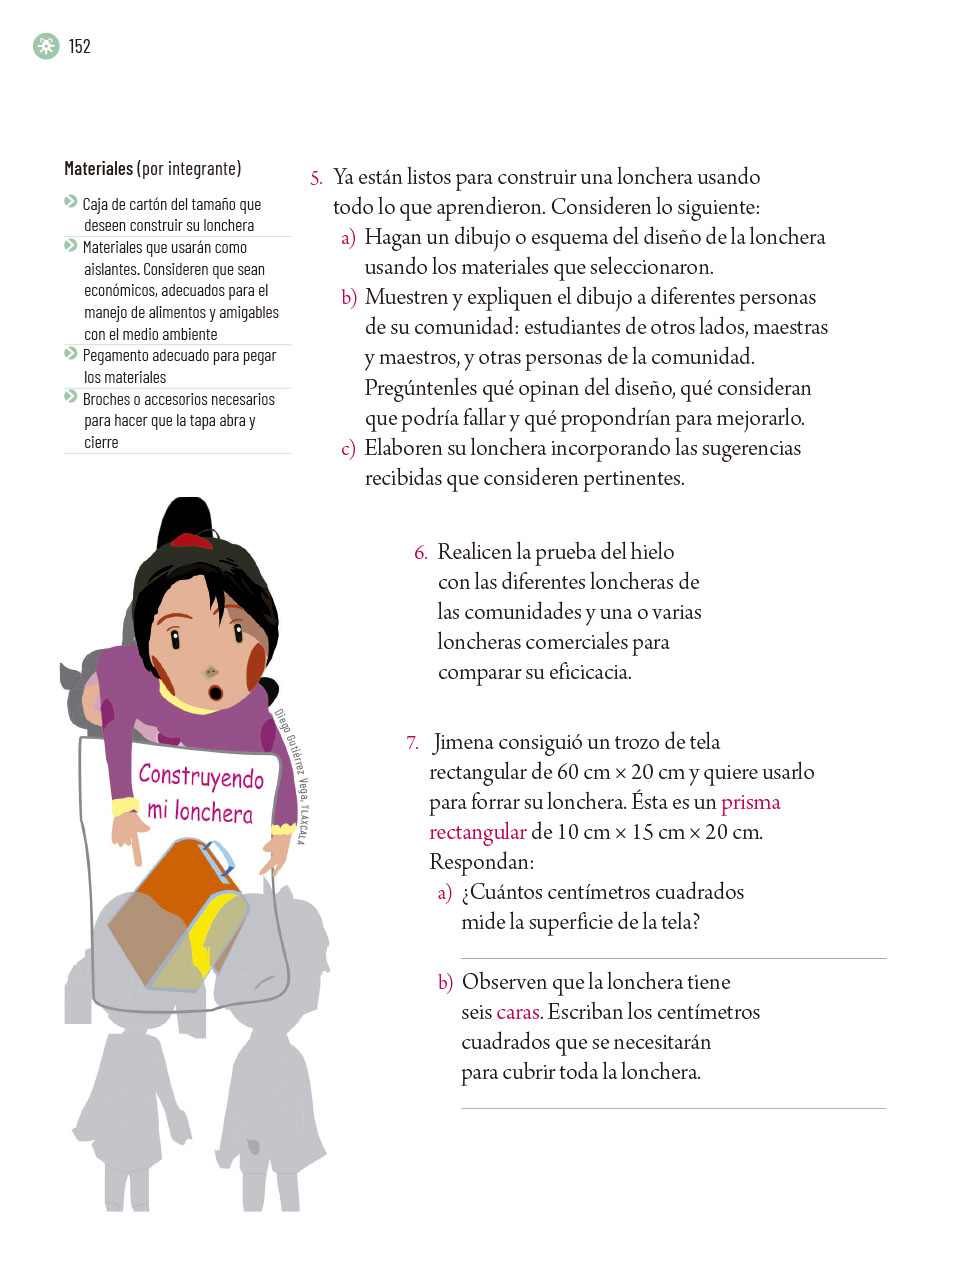 152
Materiales (por integrante)
Caja de cartón del tamaño que
deseen construir su lonchera
Materiales que usarán como
aislantes. Consideren que sean
económicos, adecuados para el
manejo de alimentos y amigables
con el medio ambiente
Pegamento adecuado para pegar
los materiales
Broches o accesorios necesarios
para hacer que la tapa abra y
cierre
5. Ya están listos para construir una lonchera usando
todo lo que aprendieron. Consideren lo siguiente:
a) Hagan un dibujo o esquema del diseño de la lonchera
usando los materiales que seleccionaron.
b) Muestren y expliquen el dibujo a diferentes personas
de su comunidad: estudiantes de otros lados, maestras
y maestros, y otras personas de la comunidad.
Pregúntenles qué opinan del diseño, qué consideran
que podría fallar y qué propondrían para mejorarlo.
c) Elaboren su lonchera incorporando las sugerencias
recibidas que consideren pertinentes.
6. Realicen la prueba del hielo
con las diferentes loncheras de
las comunidades y una o varias
loncheras comerciales para
comparar su eficicacia.
Diego Gutiérrez Vega, TLAXCALA
Construyendo
mi lonchera
7. Jimena consiguió un trozo de tela
rectangular de 60 cm × 20 cm y quiere usarlo
para forrar su lonchera. Ésta es un prisma
rectangular de 10 cm × 15 cm × 20 cm.
Respondan:
a) ¿Cuántos centímetros cuadrados
mide la superficie de la tela?
b) Observen que la lonchera tiene
seis caras. Escriban los centímetros
cuadrados que se necesitarán
para cubrir toda la lonchera.